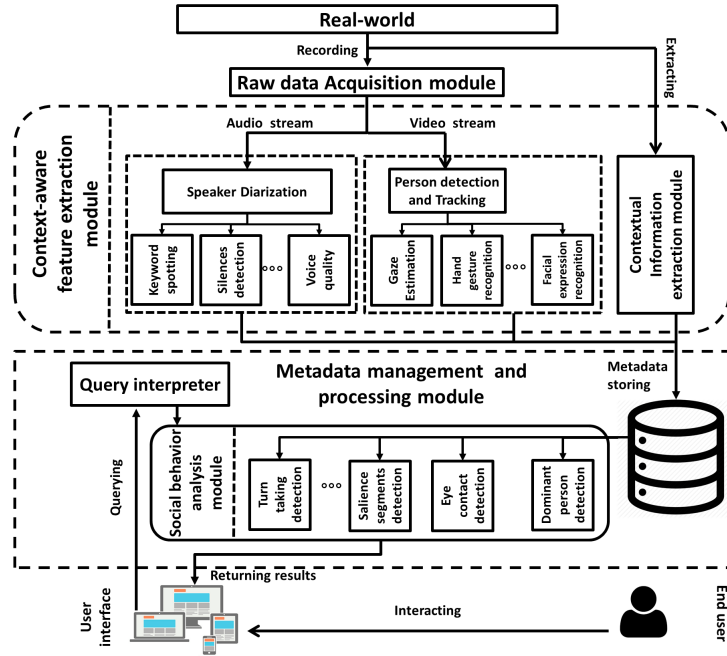 Real-world
Recording
Extracting
Raw data Acquisition module
Audio stream
Video stream
Context-aware
feature extraction
module
Speaker Diarization
Person detection
and Tracking
Keyword
spotting
Silences
detection
Voice
quality
Gaze
Estimation
Hand
gesture
recognition
Facial
expression
recognition
Contextual
Information
extraction module
Query interpreter
Metadata management and
processing module
Metadata
storing
Querying
Social behavior
analysis
module
Turn
taking
detection
Salience
segments
detection
Eye
contact
detection
Dominant
person
detection
Returning results
User
interface
Interacting
End user